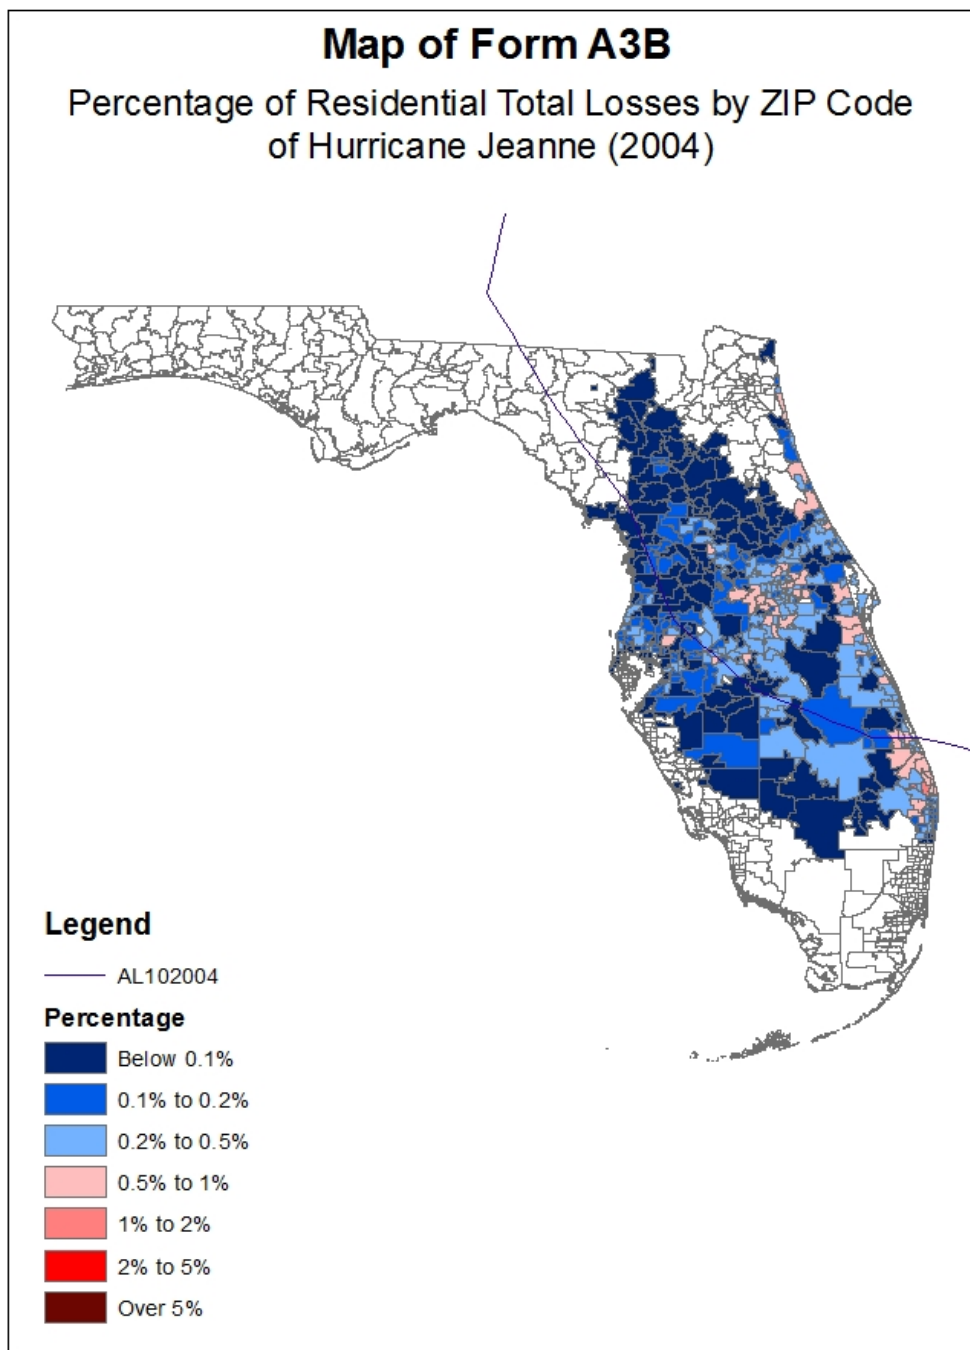 Map of Form A3B
Percentage of Residential Total Losses by ZIP Code
of Hurricane Jeanne (2004)
Legend
AL102004
Percentage
Below 0.1%
0.1% to 0.2%
0.2% to 0.5%
0.5% to 1%
1% to 2%
2% to 5%
Over 5%